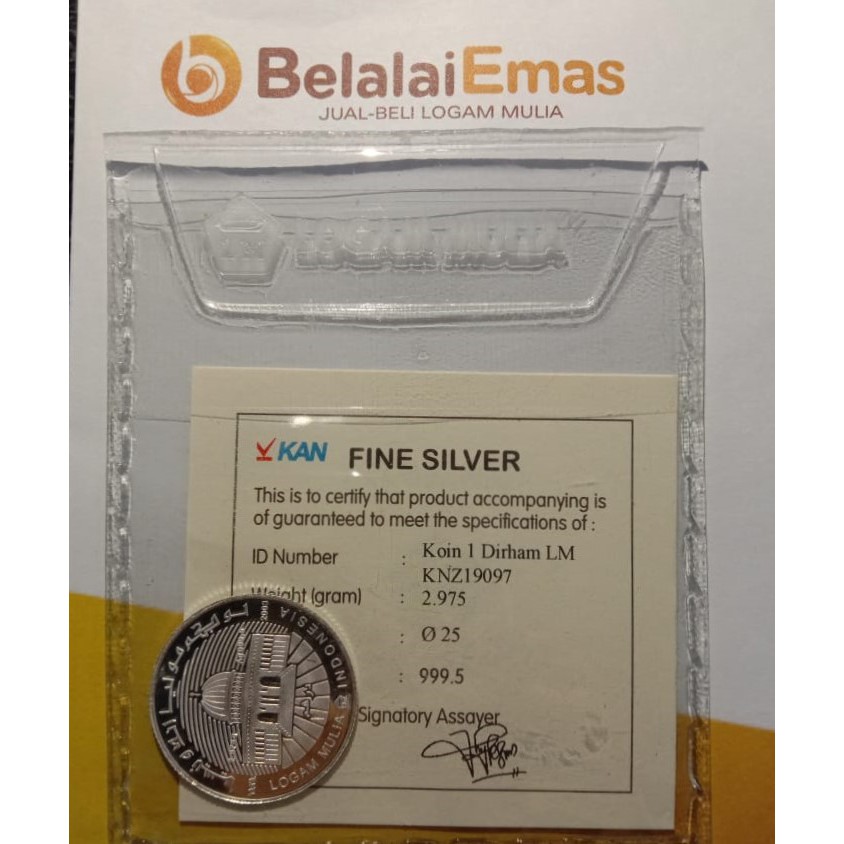 BelalaiEmas
JUAL-BELI LOGAM MULIA
KAN FINE SILVER
This is to certify that product accompanying is
of guaranteed to meet the specifications of :
ID Number : Koin 1 Dirham LM
KNZ19097
Weight (gram) : 2.975
: Ø 25
: 999.5
Signatory Assayer
INDONESIA
LOGAM MULIA